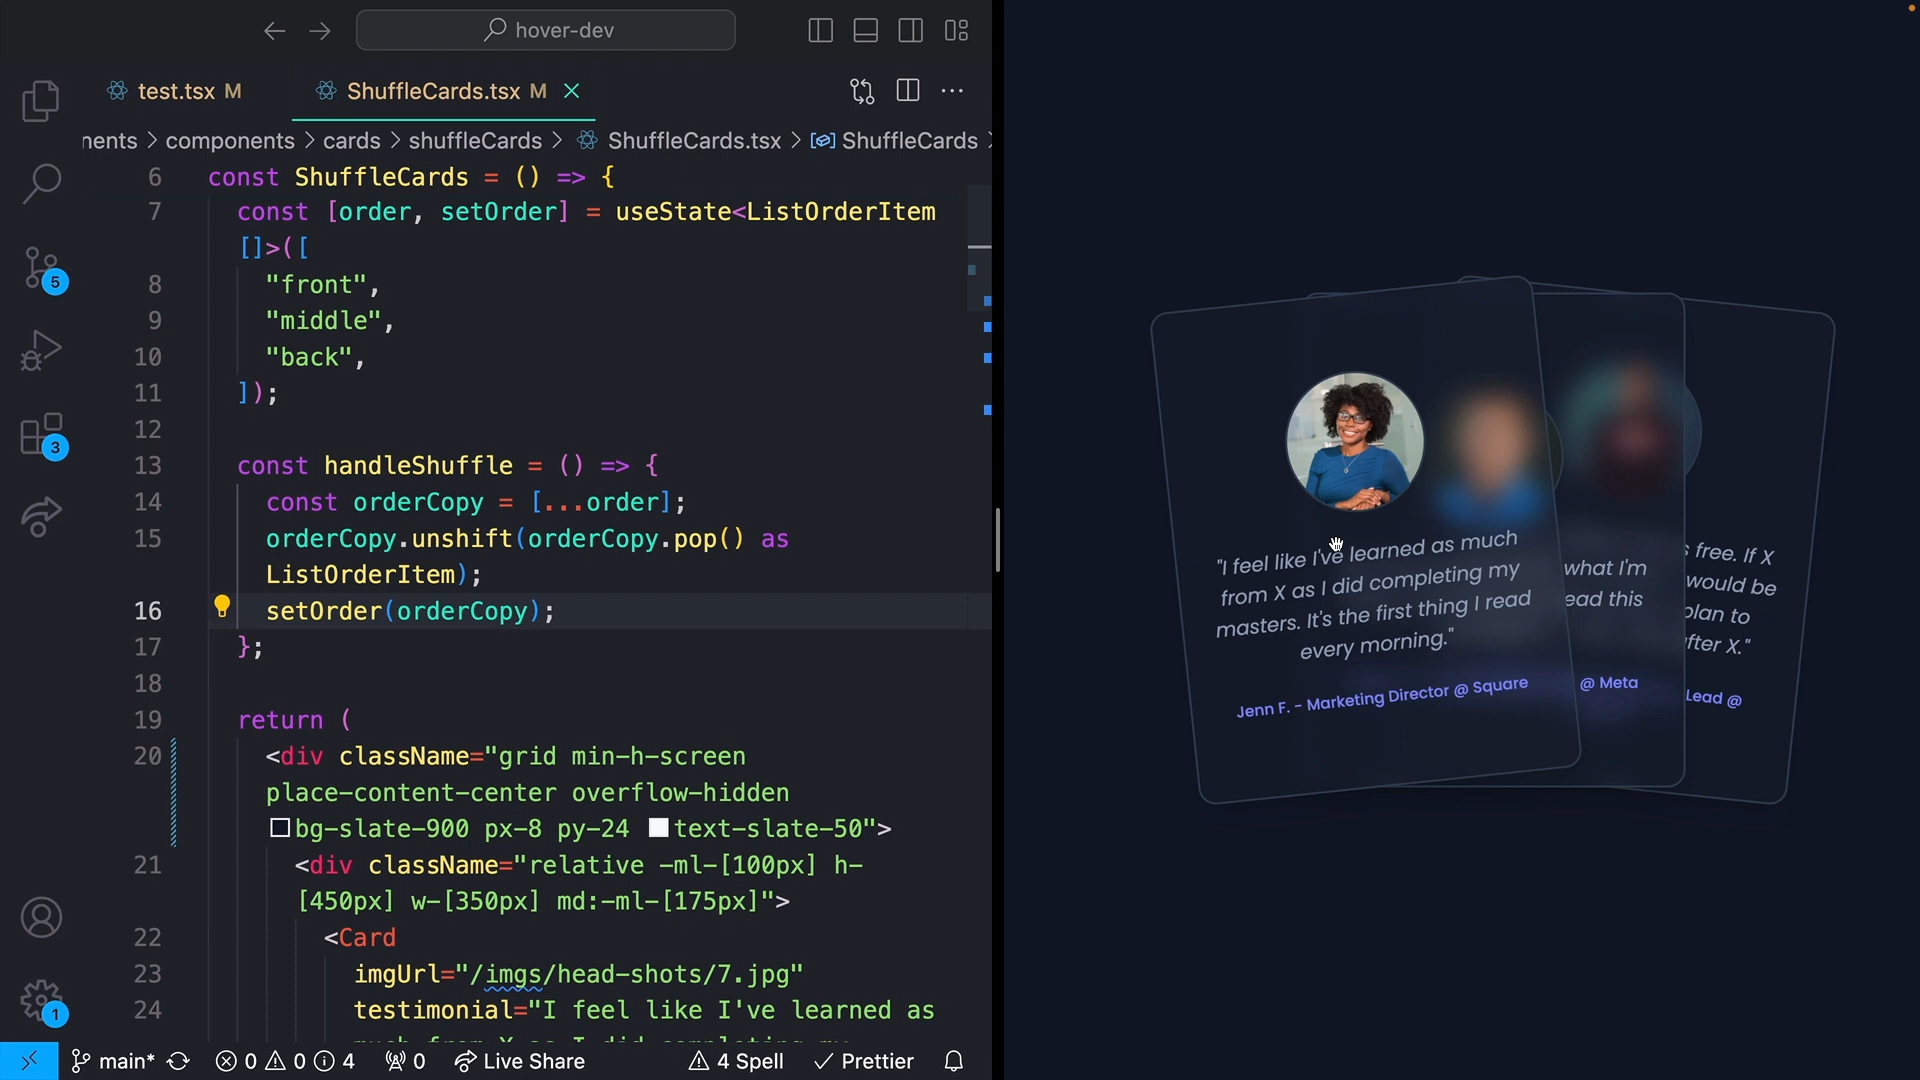 hover-dev
test.tsx M
ShuffleCards.tsx M
nents > components > cards > shuffleCards > ShuffleCards.tsx > ShuffleCards >
6 const ShuffleCards = () => {
7 const [order, setOrder] = useState<ListOrderItem
[]>([
8 "front",
9 "middle",
10 "back",
11 ]);
12
13 const handleShuffle = () => {
14 const orderCopy = [...order];
15 orderCopy.unshift(orderCopy.pop() as
ListOrderItem);
16 setOrder(orderCopy);
17 };
18
19 return (
20 <div className="grid min-h-screen
place-content-center overflow-hidden
bg-slate-900 px-8 py-24 text-slate-50">
21 <div className="relative -ml-[100px] h-
[450px] w-[350px] md:-ml-[175px]">
22 <Card
23 imgUrl="/imgs/head-shots/7.jpg"
24 testimonial="I feel like I've learned as
much from X as I did completing my
5
3
1
main* 0 0 4 0 Live Share 4 Spell Prettier
"I feel like I've learned as much
from X as I did completing my
masters. It's the first thing I read
every morning."
Jenn F. - Marketing Director @ Square
what I'm
ead this
@ Meta
free. If X
would be
plan to
after X."
Lead @